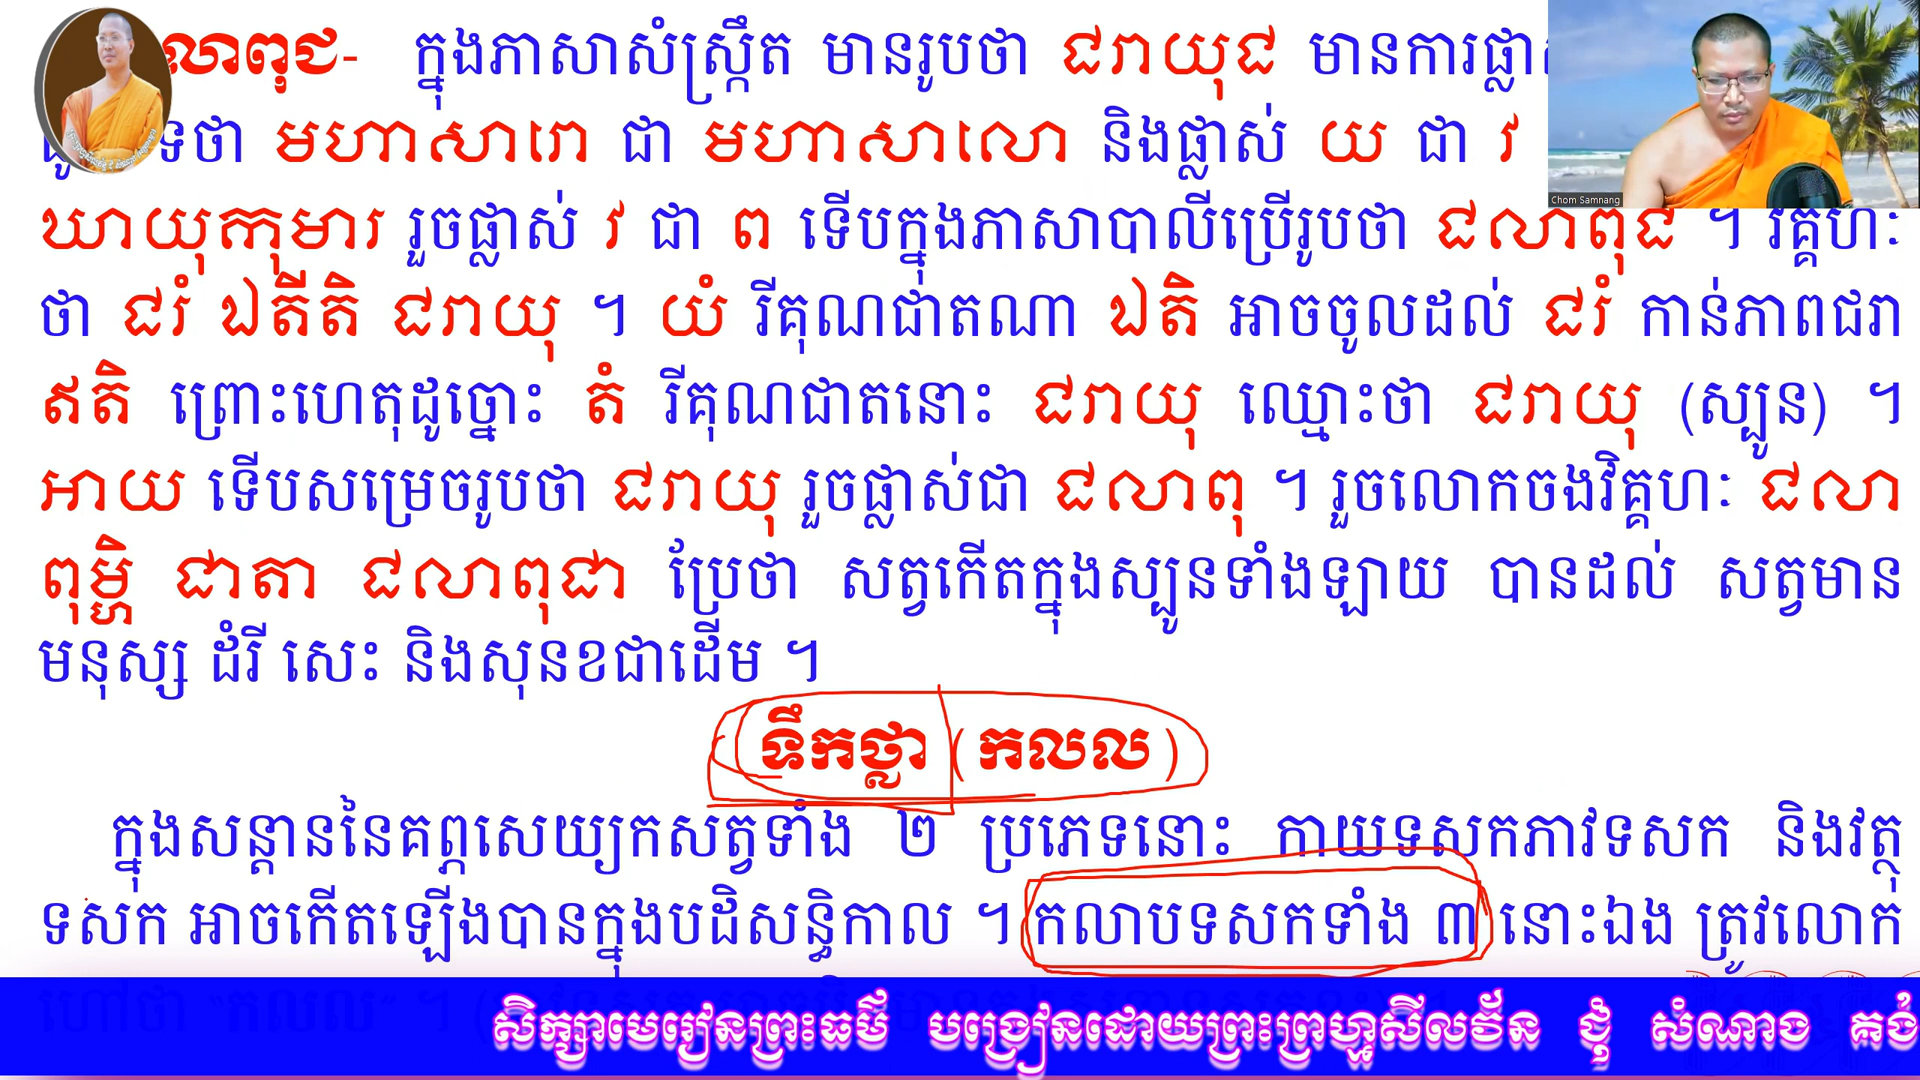 លាពុជ- ក្នុងភាសាសំស្ក្រឹត មានរូបថា ជរាយុជ មានការផ្លាស
ទថា មហាសារោ ជា មហាសាលោ និងផ្លាស់ យ ជា វ
ឃាយុកុមារ រួចផ្លាស់ វ ជា ព ទើបក្នុងភាសាបាលីប្រើរូបថា ជលាពុជ ។ វិគ្គហៈ
ថា ជរំ ឯតីតិ ជរាយុ ។ យំ រីគុណជាតណា ឯតិ អាចចូលដល់ ជរំ កាន់ភាពជរា
ឥតិ ព្រោះហេតុដូច្នោះ តំ រីគុណជាតនោះ ជរាយុ ឈ្មោះថា ជរាយុ (ស្បូន) ។
អាយ ទើបសម្រេចរូបថា ជរាយុ រួចផ្លាស់ជា ជលាពុ ។ រួចលោកចងវិគ្គហៈ ជលា
ពុម្ហិ ជាតា ជលាពុជា ប្រែថា សត្វកើតក្នុងស្បូនទាំងឡាយ បានដល់ សត្វមាន
មនុស្ស ដំរី សេះ និងសុនខជាដើម ។
ទឹកថ្លា (កលល)
ក្នុងសន្តាននៃគព្ភសេយ្យកសត្វទាំង ២ ប្រភេទនោះ កាយទសកភាវទសក និងវត្ថុ
ទសក អាចកើតឡើងបានក្នុងបដិសន្ធិកាល ។ កលាបទសកទាំង ៣ នោះឯង ត្រូវលោក
ហៅថា "កលល" ។
សិក្សាមេរៀនព្រះធម៌ បង្រៀនដោយព្រះព្រហ្មសីលវ័ន ជុំ សំណាង គង់
Chom Samnang